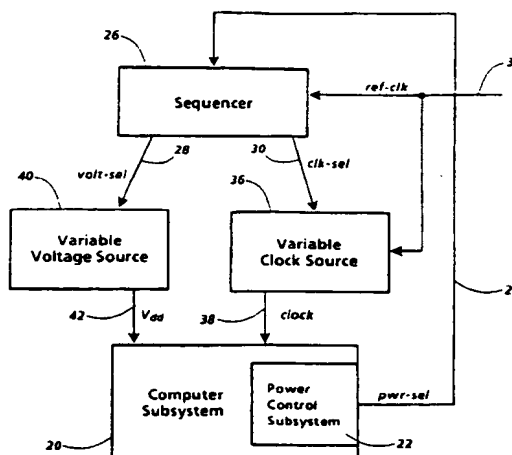 26
Sequencer
ref-clk
3
28
30
volt-sel
clk-sel
40
36
Variable
Voltage Source
Variable
Clock Source
2
42
Vdd
38
clock
Computer
Subsystem
Power
Control
Subsystem
pwr-sel
20
22